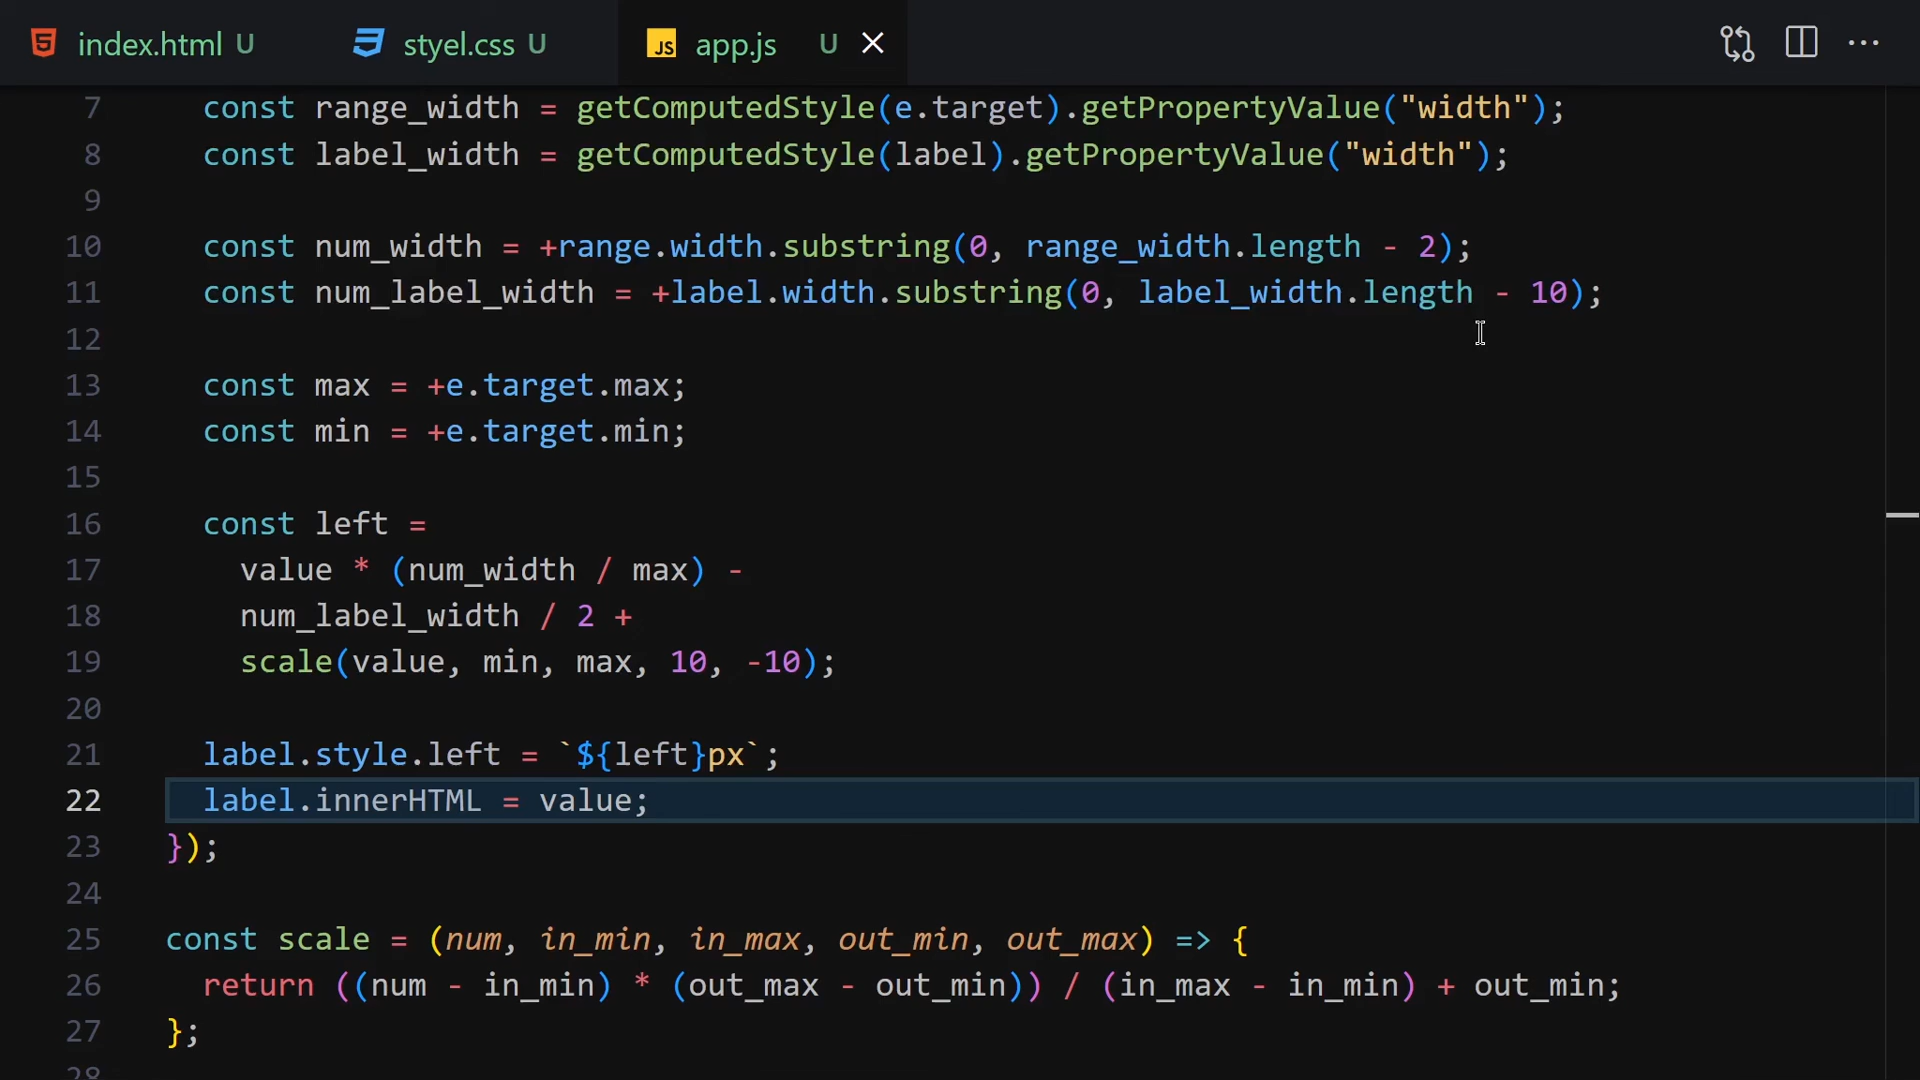 index.html U styel.css U JS app.js U
7 const range_width = getComputedStyle(e.target).getPropertyValue("width");
8 const label_width = getComputedStyle(label).getPropertyValue("width");
9
10 const num_width = +range.width.substring(0, range_width.length - 2);
11 const num_label_width = +label.width.substring(0, label_width.length - 10);
12
13 const max = +e.target.max;
14 const min = +e.target.min;
15
16 const left =
17 value * (num_width / max) -
18 num_label_width / 2 +
19 scale(value, min, max, 10, -10);
20
21 label.style.left = `${left}px`;
22 label.innerHTML = value;
23 });
24
25 const scale = (num, in_min, in_max, out_min, out_max) => {
26 return ((num - in_min) * (out_max - out_min)) / (in_max - in_min) + out_min;
27 };
28